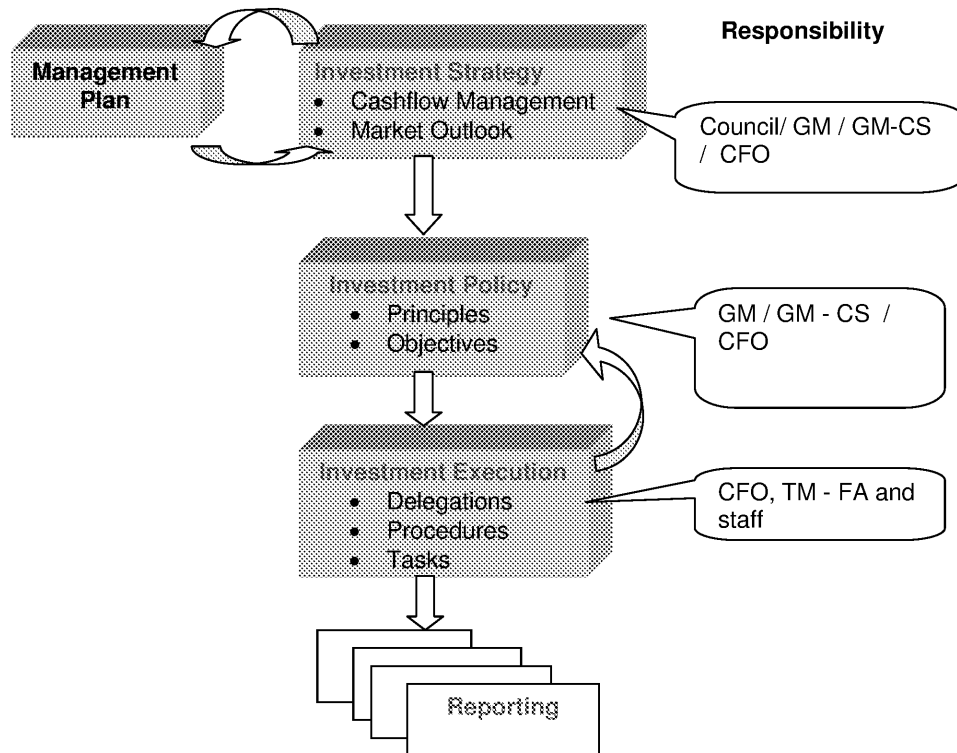 Responsibility
Management
Plan
Investment Strategy
• Cashflow Management
• Market Outlook
Council/ GM / GM-CS
/ CFO
Investment Policy
• Principles
• Objectives
GM / GM - CS /
CFO
Investment Execution
• Delegations
• Procedures
• Tasks
CFO, TM - FA and
staff
Reporting